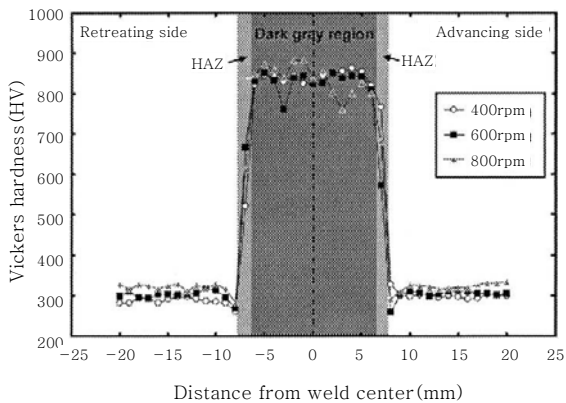 1000
900
800
700
600
500
400
300
200
Vickers hardness(HV)
Retreating side
Dark gray region
Advancing side
HAZ
HAZ
400rpm
600rpm
800rpm
−25 −20 −15 −10 −5 0 5 10 15 20 25
Distance from weld center(mm)